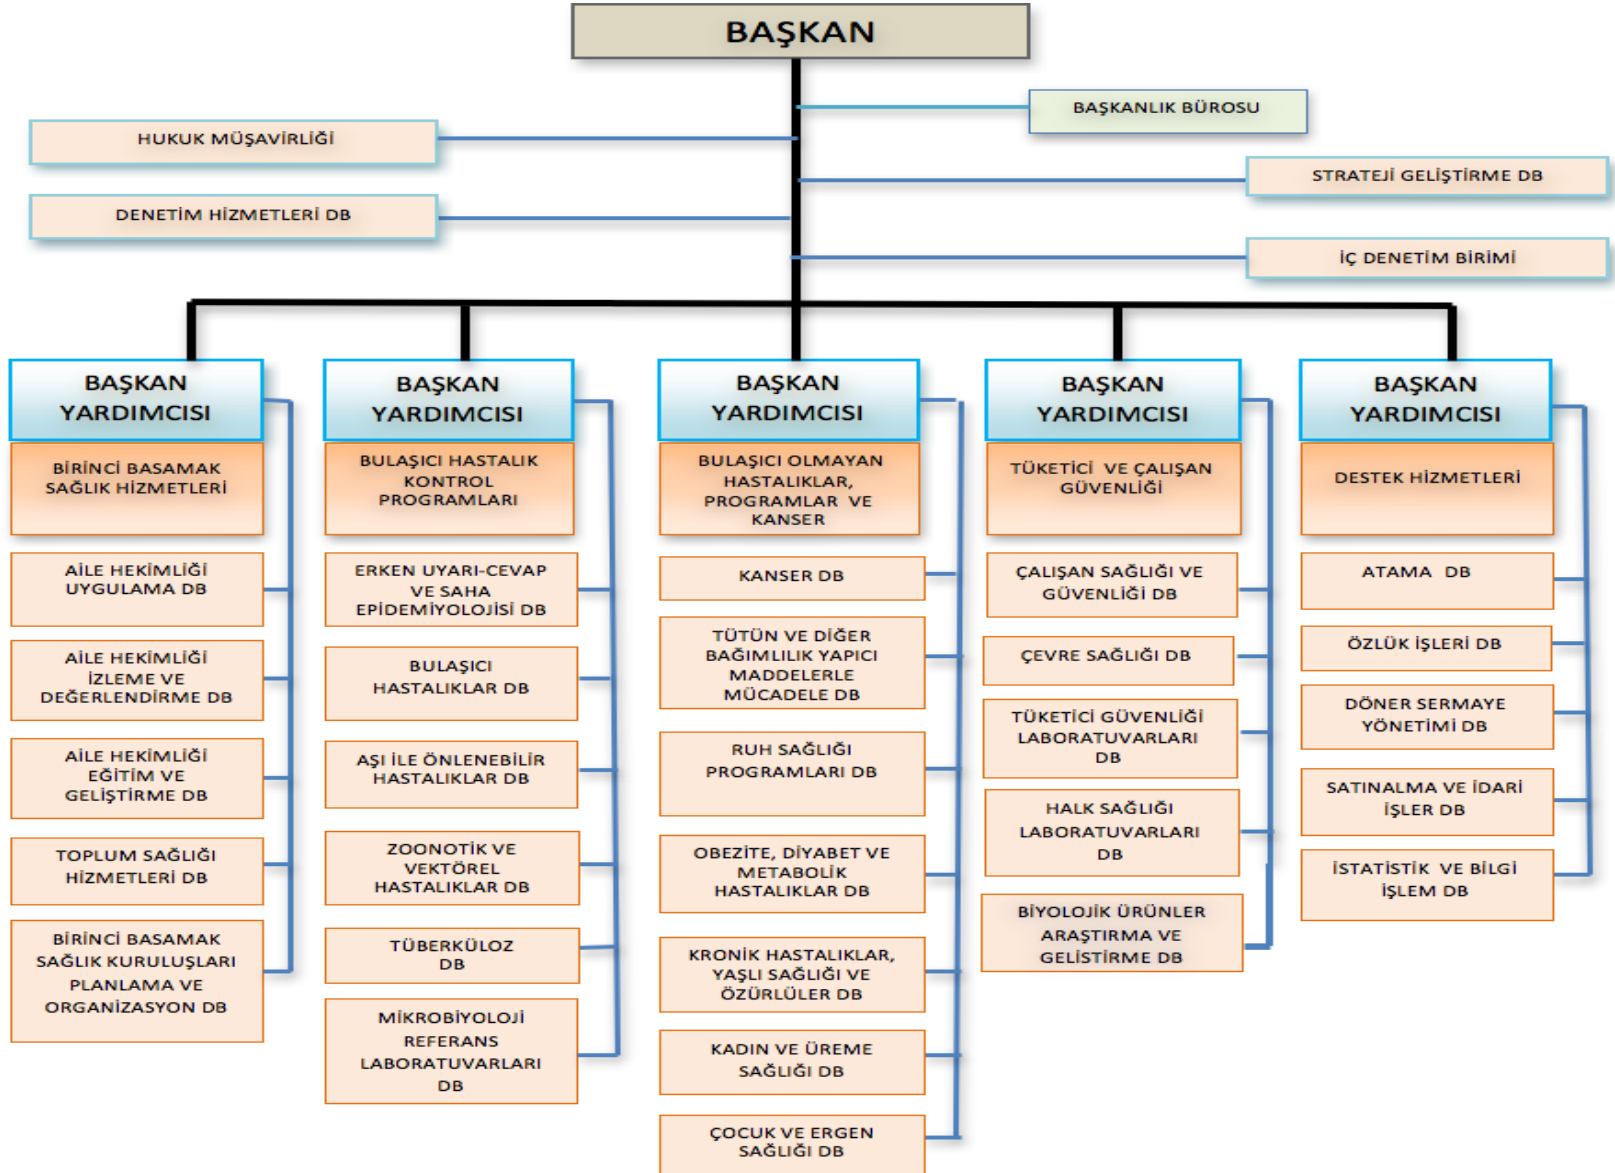 BAŞKAN
BAŞKANLIK BÜROSU
HUKUK MÜŞAVİRLİĞİ
STRATEJİ GELİŞTİRME DB
DENETİM HİZMETLERİ DB
İÇ DENETİM BİRİMİ
BAŞKAN
YARDIMCISI
BİRİNCİ BASAMAK
SAĞLIK HİZMETLERİ
AİLE HEKİMLİĞİ
UYGULAMA DB
AİLE HEKİMLİĞİ
İZLEME VE
DEĞERLENDİRME DB
AİLE HEKİMLİĞİ
EĞİTİM VE
GELİŞTİRME DB
TOPLUM SAĞLIĞI
HİZMETLERİ DB
BİRİNCİ BASAMAK
SAĞLIK KURULUŞLARI
PLANLAMA VE
ORGANİZASYON DB
BAŞKAN
YARDIMCISI
BULAŞICI HASTALIK
KONTROL
PROGRAMLARI
ERKEN UYARI-CEVAP
VE SAHA
EPİDEMİYOLOJİSİ DB
BULAŞICI
HASTALIKLAR DB
AŞI İLE ÖNLENEBİLİR
HASTALIKLAR DB
ZOONOTİK VE
VEKTÖREL
HASTALIKLAR DB
TÜBERKÜLOZ
DB
MİKROBİYOLOJİ
REFERANS
LABORATUVARLARI
DB
BAŞKAN
YARDIMCISI
BULAŞICI OLMAYAN
HASTALIKLAR,
PROGRAMLAR VE
KANSER
KANSER DB
TÜTÜN VE DİĞER
BAĞIMLILIK YAPICI
MADDELERLE
MÜCADELE DB
RUH SAĞLIĞI
PROGRAMLARI DB
OBEZİTE, DİYABET VE
METABOLİK
HASTALIKLAR DB
KRONİK HASTALIKLAR,
YAŞLI SAĞLIĞI VE
ÖZÜRLÜLER DB
KADIN VE ÜREME
SAĞLIĞI DB
ÇOCUK VE ERGEN
SAĞLIĞI DB
BAŞKAN
YARDIMCISI
TÜKETİCİ VE ÇALIŞAN
GÜVENLİĞİ
ÇALIŞAN SAĞLIĞI VE
GÜVENLİĞİ DB
ÇEVRE SAĞLIĞI DB
TÜKETİCİ GÜVENLİĞİ
LABORATUVARLARI
DB
HALK SAĞLIĞI
LABORATUVARLARI
DB
BİYOLOJİK ÜRÜNLER
ARAŞTIRMA VE
GELİSTİRME DB
BAŞKAN
YARDIMCISI
DESTEK HİZMETLERİ
ATAMA DB
ÖZLÜK İŞLERİ DB
DÖNER SERMAYE
YÖNETİMİ DB
SATINALMA VE İDARİ
İŞLER DB
İSTATİSTİK VE BİLGİ
İŞLEM DB